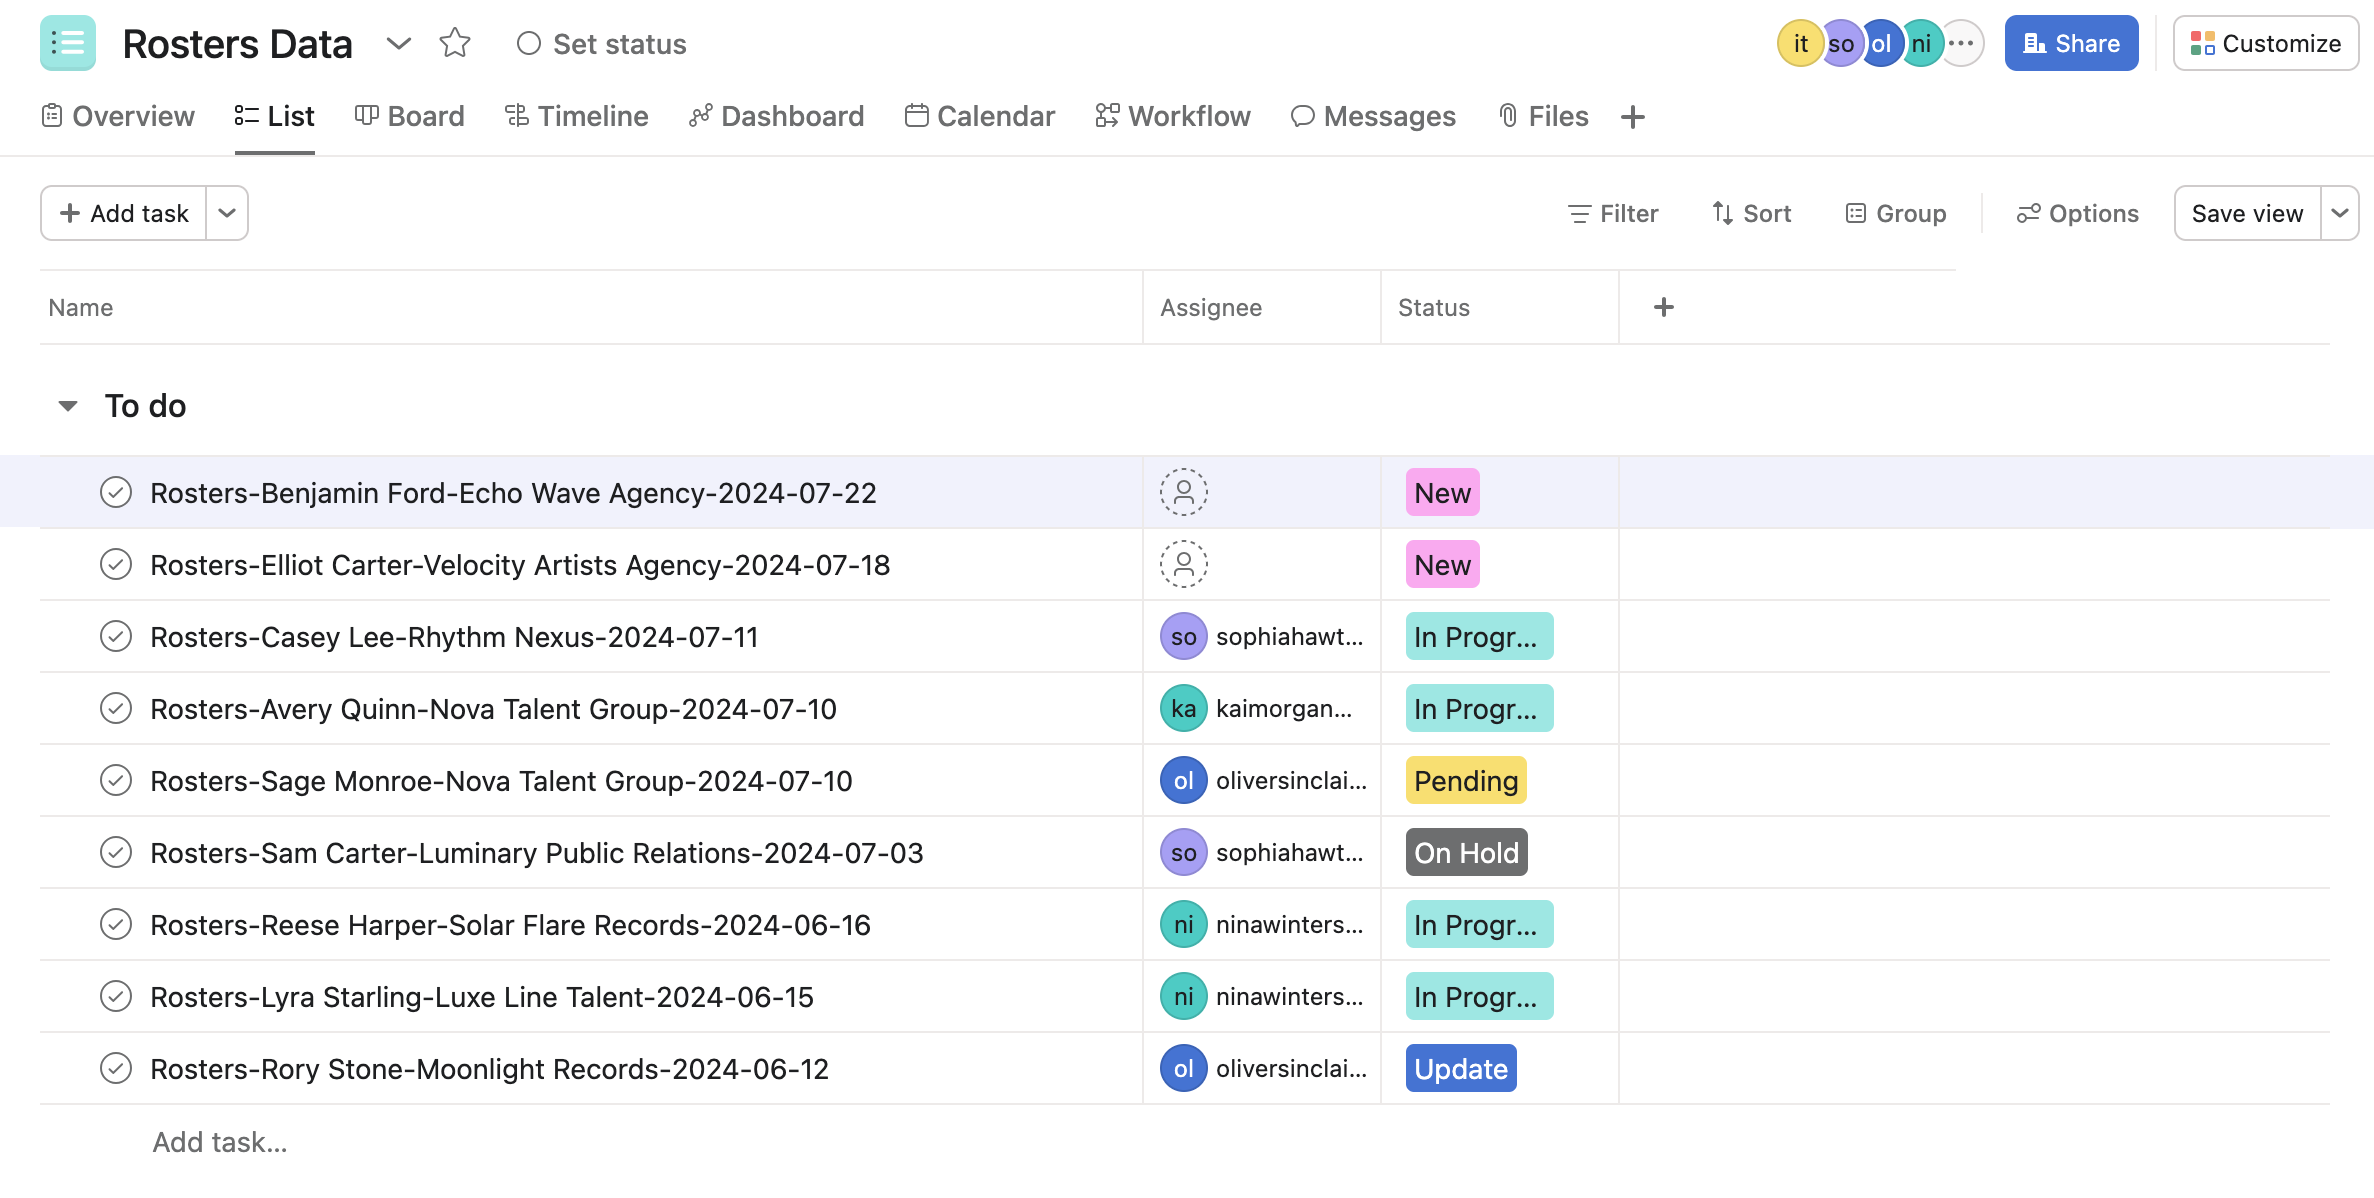 Rosters Data Set status it so ol ni Share Customize
Overview List Board Timeline Dashboard Calendar Workflow Messages Files
Add task Filter Sort Group Options Save view
Name Assignee Status
To do
Rosters-Benjamin Ford-Echo Wave Agency-2024-07-22 New
Rosters-Elliot Carter-Velocity Artists Agency-2024-07-18 New
Rosters-Casey Lee-Rhythm Nexus-2024-07-11 so sophiahawt... In Progr...
Rosters-Avery Quinn-Nova Talent Group-2024-07-10 ka kaimorgan... In Progr...
Rosters-Sage Monroe-Nova Talent Group-2024-07-10 ol oliversinclai... Pending
Rosters-Sam Carter-Luminary Public Relations-2024-07-03 so sophiahawt... On Hold
Rosters-Reese Harper-Solar Flare Records-2024-06-16 ni ninawinters... In Progr...
Rosters-Lyra Starling-Luxe Line Talent-2024-06-15 ni ninawinters... In Progr...
Rosters-Rory Stone-Moonlight Records-2024-06-12 ol oliversinclai... Update
Add task...